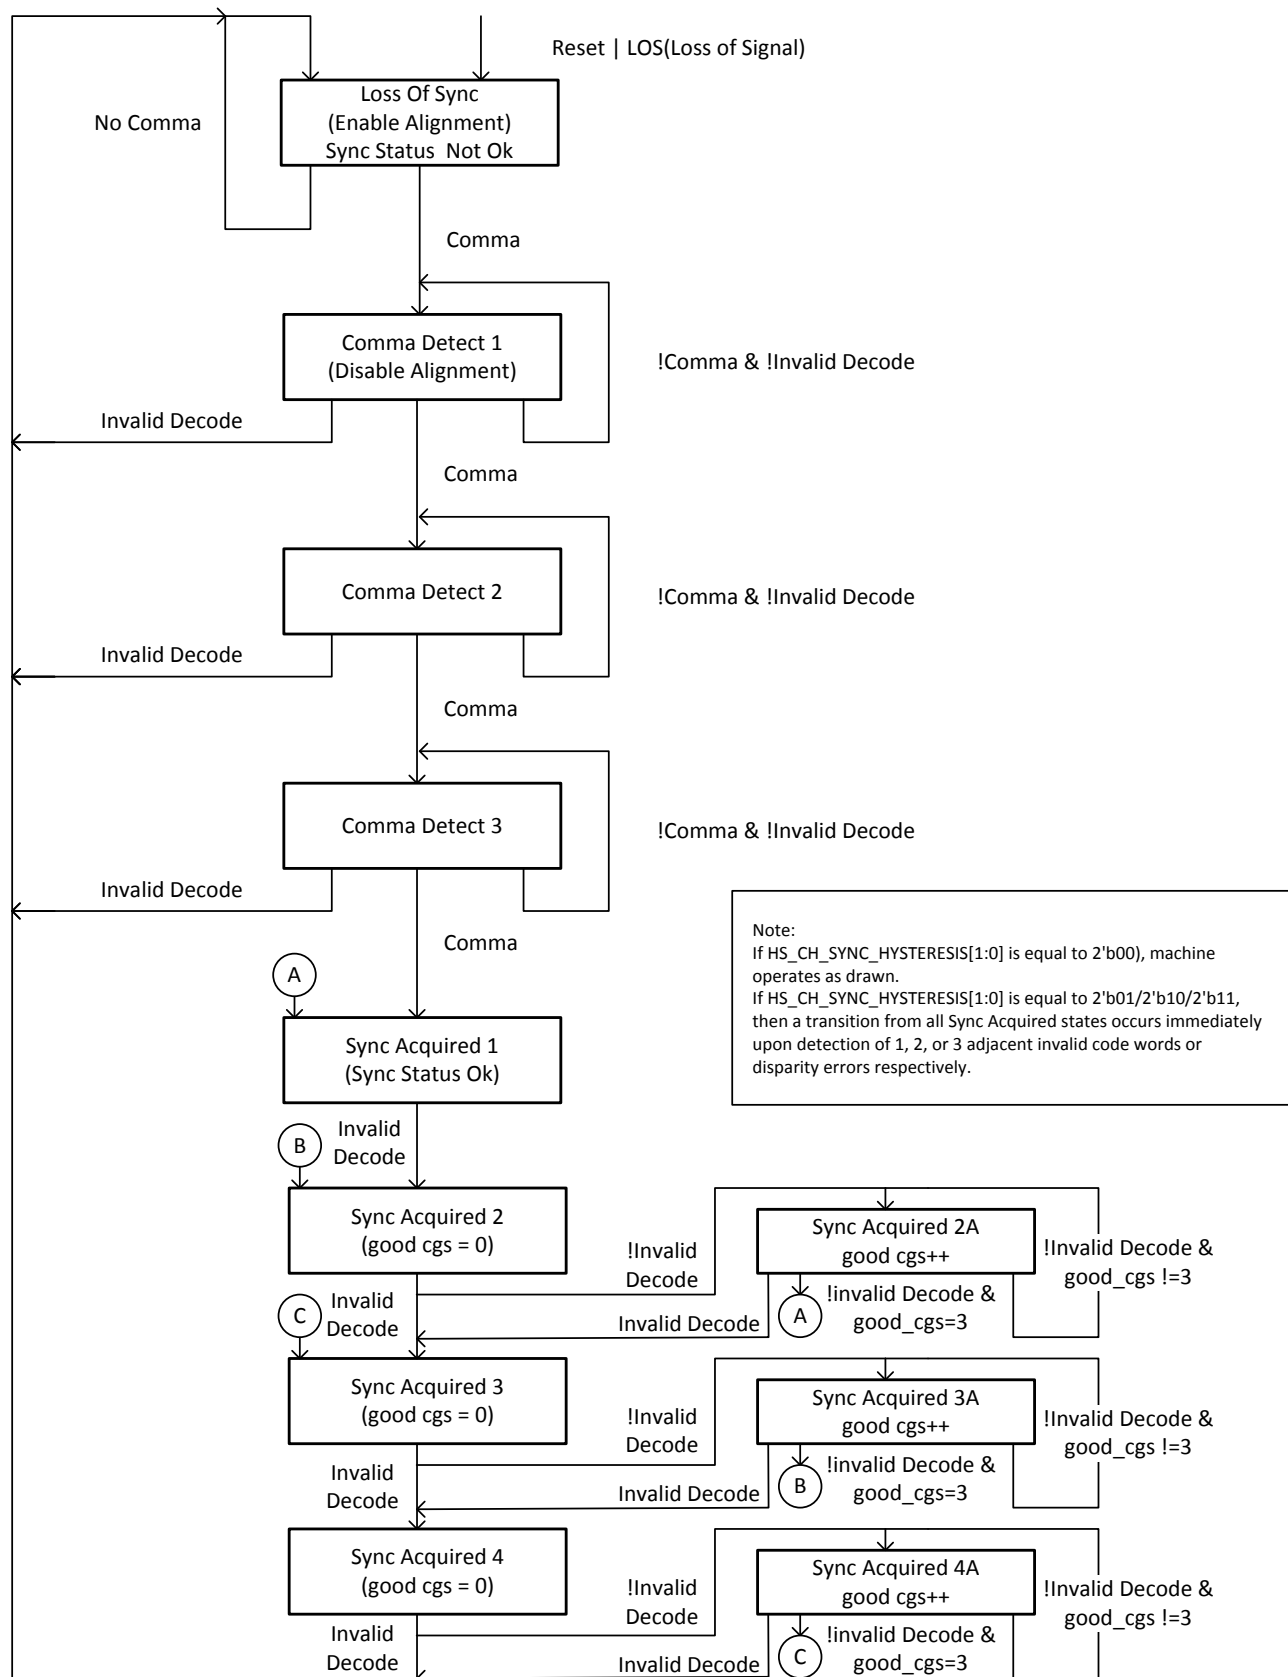 Reset | LOS(Loss of Signal)
Loss Of Sync
(Enable Alignment)
Sync Status  Not Ok
No Comma
Comma
Comma Detect 1
(Disable Alignment)
!Comma & !Invalid Decode
Invalid Decode
Comma
Comma Detect 2
!Comma & !Invalid Decode
Invalid Decode
Comma
Comma Detect 3
!Comma & !Invalid Decode
Invalid Decode
Comma
Note:
If HS_CH_SYNC_HYSTERESIS[1:0] is equal to 2'b00), machine
operates as drawn.
If HS_CH_SYNC_HYSTERESIS[1:0] is equal to 2'b01/2'b10/2'b11,
then a transition from all Sync Acquired states occurs immediately
upon detection of 1, 2, or 3 adjacent invalid code words or
disparity errors respectively.
A
Sync Acquired 1
(Sync Status Ok)
Invalid
Decode
B
Sync Acquired 2
(good cgs = 0)
!Invalid
Decode
Sync Acquired 2A
good cgs++
!Invalid Decode &
good_cgs !=3
Invalid
Decode
C
Invalid Decode
A
!invalid Decode &
good_cgs=3
Sync Acquired 3
(good cgs = 0)
!Invalid
Decode
Sync Acquired 3A
good cgs++
!Invalid Decode &
good_cgs !=3
Invalid
Decode
Invalid Decode
B
!invalid Decode &
good_cgs=3
Sync Acquired 4
(good cgs = 0)
!Invalid
Decode
Sync Acquired 4A
good cgs++
!Invalid Decode &
good_cgs !=3
Invalid
Decode
Invalid Decode
C
!invalid Decode &
good_cgs=3